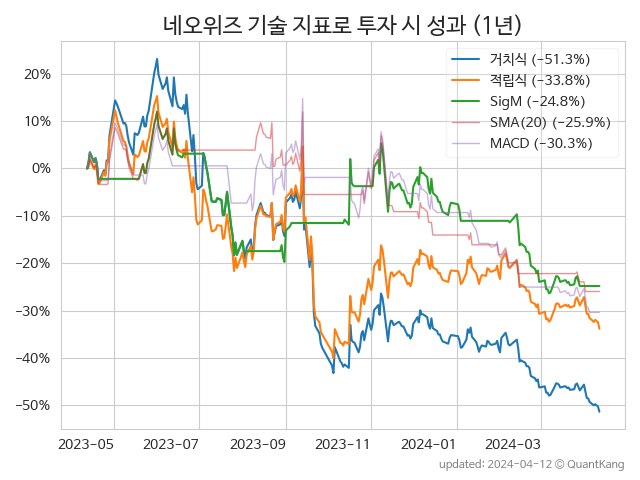 네오위즈 기술 지표로 투자 시 성과 (1년)
거치식 (−51.3%)
적립식 (−33.8%)
SigM (−24.8%)
SMA(20) (−25.9%)
MACD (−30.3%)
20%
10%
0%
−10%
−20%
−30%
−40%
−50%
2023-05 2023-07 2023-09 2023-11 2024-01 2024-03
updated: 2024-04-12 © QuantKang